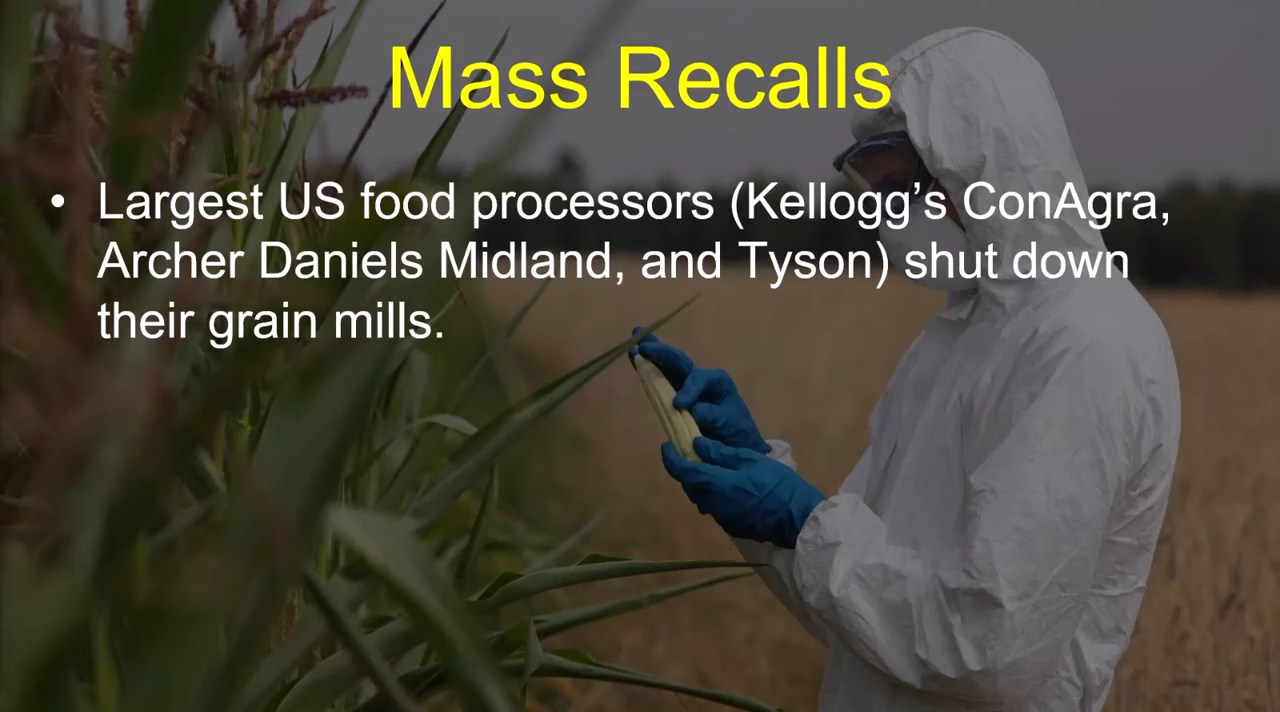 Mass Recalls
• Largest US food processors (Kellogg’s ConAgra,
Archer Daniels Midland, and Tyson) shut down
their grain mills.